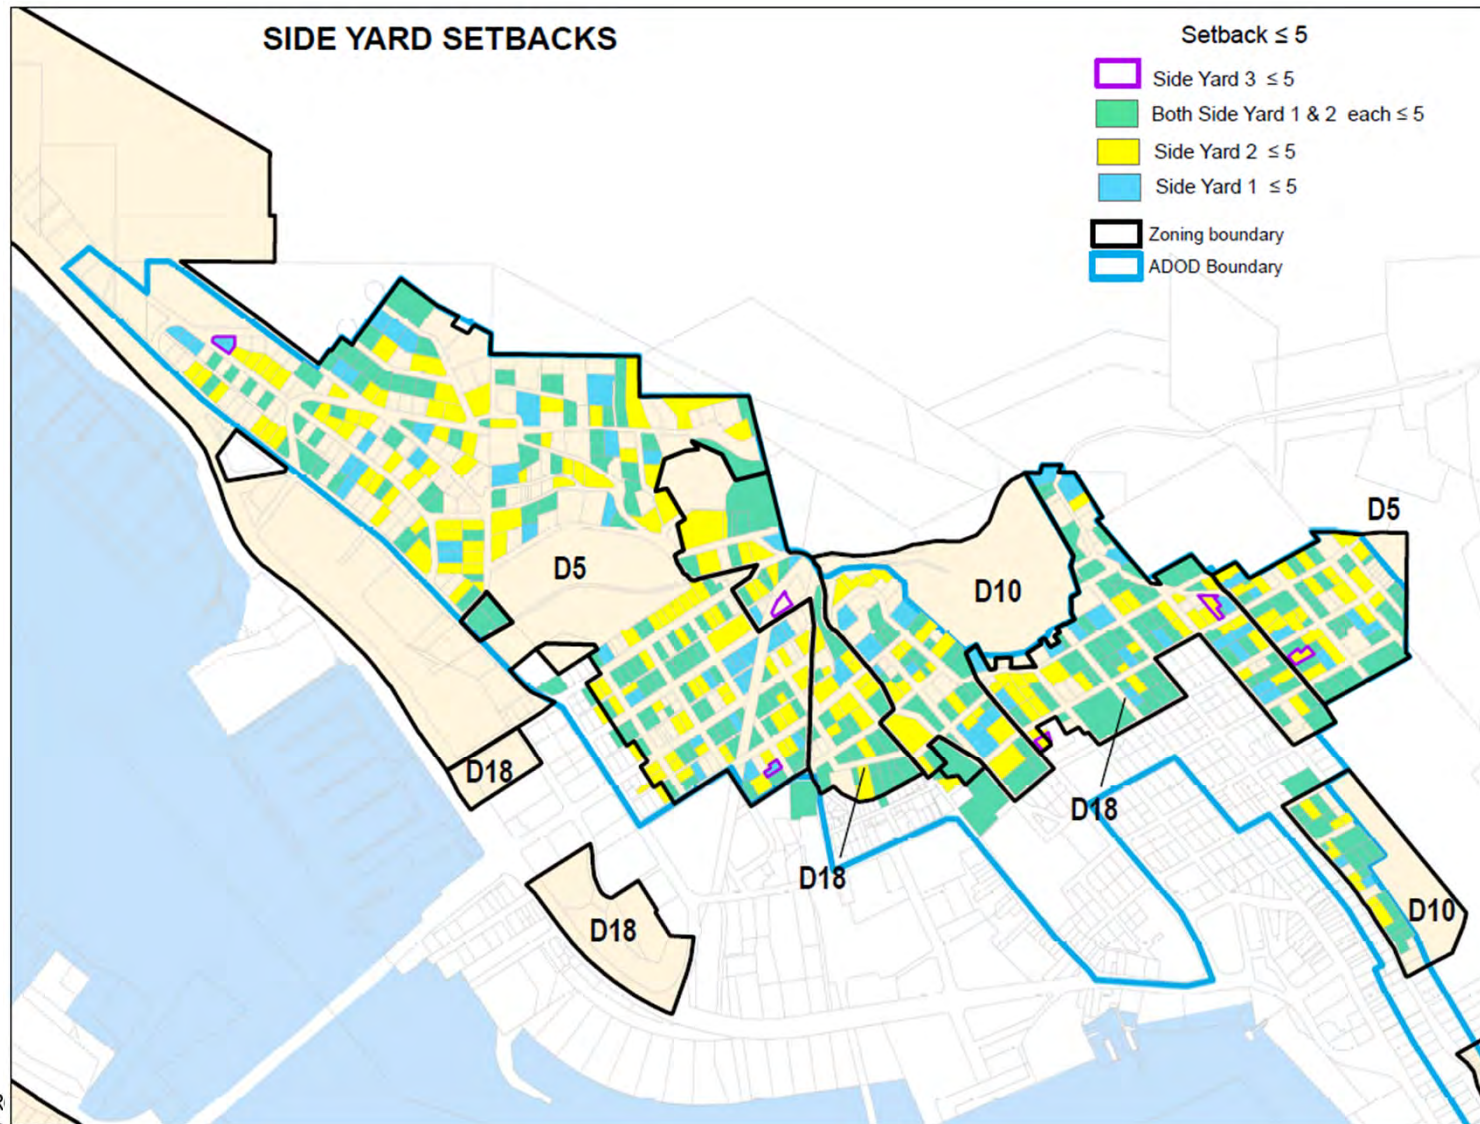 SIDE YARD SETBACKS
Setback ≤ 5
Side Yard 3 ≤ 5
Both Side Yard 1 & 2 each ≤ 5
Side Yard 2 ≤ 5
Side Yard 1 ≤ 5
Zoning boundary
ADOD Boundary
D5
D5
D10
D18
D18
D18
D10
D18